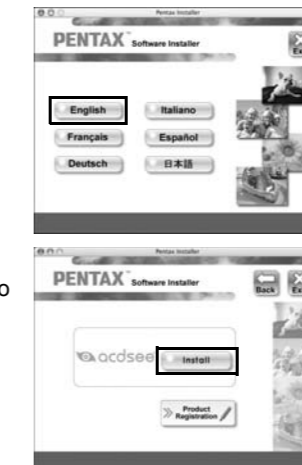 Pentax Installer
PENTAX Software Installer
English Italiano
Français Español
Deutsch 日本語
Pentax Installer
PENTAX Software Installer
Back
acdsee Install
Product
Registration